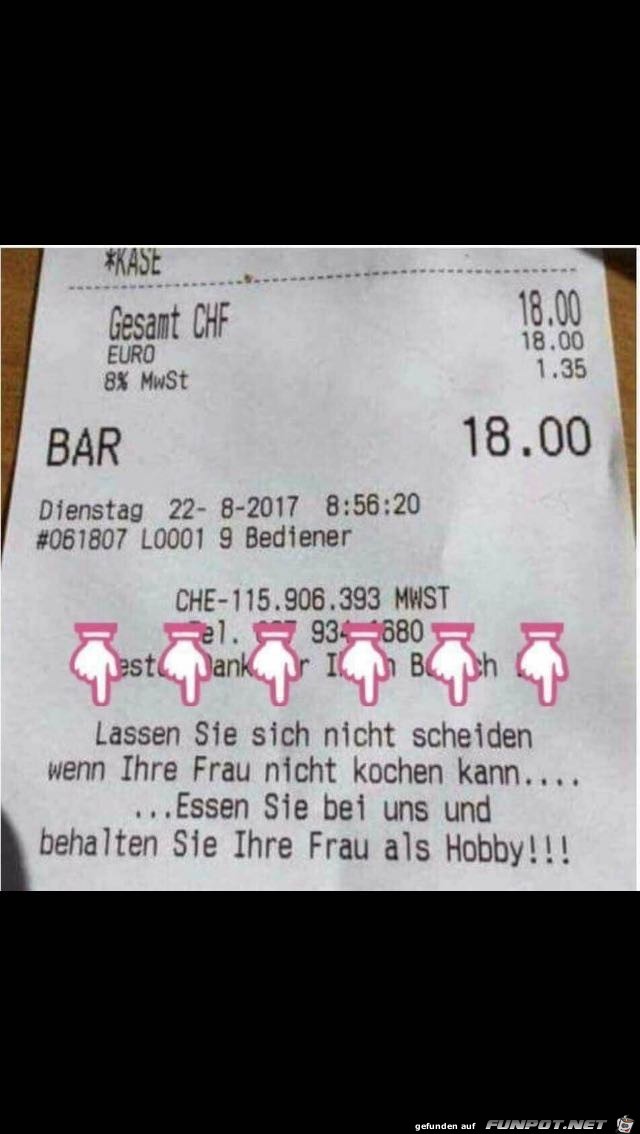 *KASE
Gesamt CHF 18.00
EURO 18.00
8% MwSt 1.35
BAR 18.00
Dienstag 22- 8-2017 8:56:20
#061807 L0001 9 Bediener
CHE-115.906.393 MWST
Lassen Sie sich nicht scheiden
wenn Ihre Frau nicht kochen kann....
...Essen Sie bei uns und
behalten Sie Ihre Frau als Hobby!!!
gefunden auf FUNPOT.NET